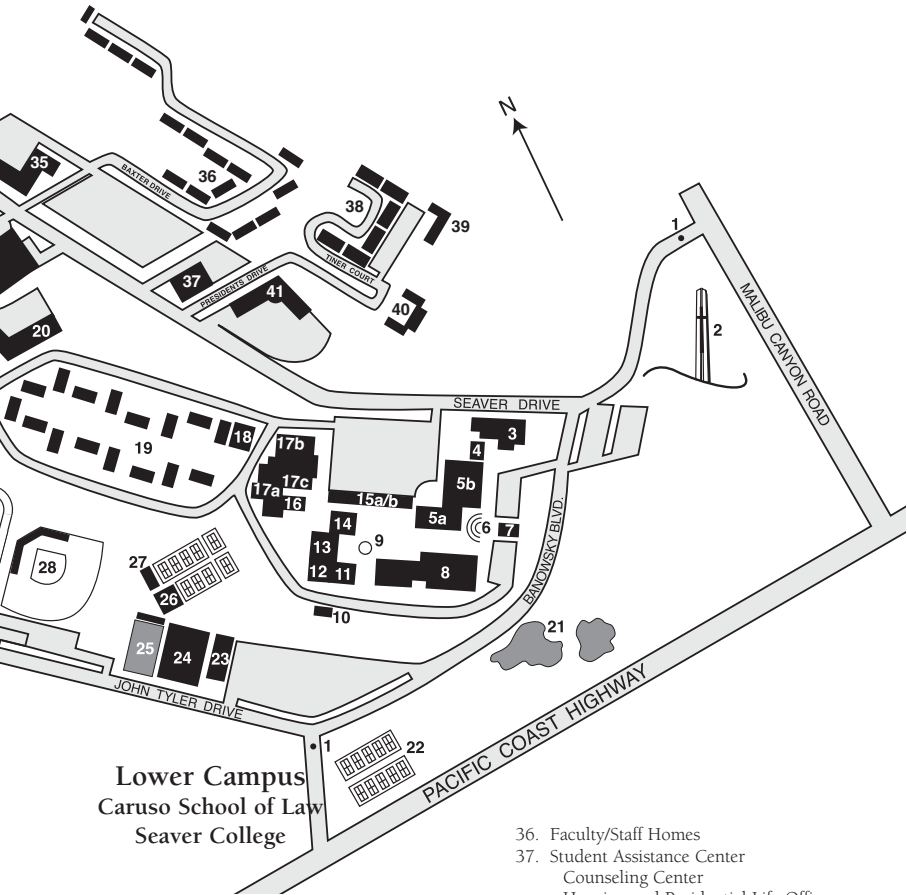 N
35
BAXTER DRIVE
36
38
39
1
TINER COURT
37
PRESIDENTS DRIVE
41
40
MALIBU CANYON ROAD
2
20
SEAVER DRIVE
3
18
17b
4
19
17c
5b
17a
16
15a/b
5a
6
7
14
9
13
27
28
12
11
8
BANOWSKY BLVD.
26
10
21
25
24
23
JOHN TYLER DRIVE
PACIFIC COAST HIGHWAY
1
22
Lower Campus
Caruso School of Law
Seaver College
36. Faculty/Staff Homes
37. Student Assistance Center
Counseling Center
Housing and Residential Life